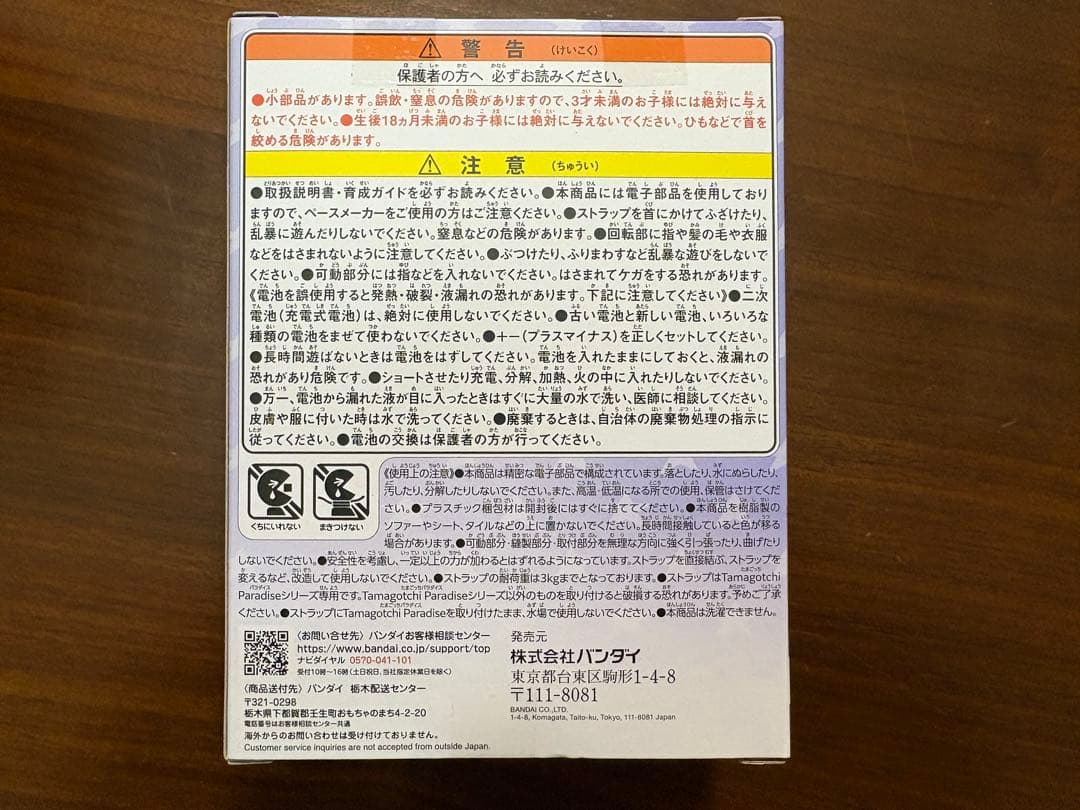 ⚠ 警告 (けいこく)
保護者の方へ 必ずお読みください。
●小部品があります。誤飲・窒息の危険がありますので、3才未満のお子様には絶対に与え
ないでください。●生後18ヵ月未満のお子様には絶対に与えないでください。ひもなどで首を
絞める危険があります。
⚠ 注意 (ちゅうい)
●取扱説明書・育成ガイドを必ずお読みください。●本商品には電子部品を使用しており
ますので、ペースメーカーをご使用の方はご注意ください。●ストラップを首にかけてふざけたり、
乱暴に遊んだりしないでください。窒息などの危険があります。●回転部に指や髪の毛や衣服
などをはさまれないように注意してください。●ぶつけたり、ふりまわすなど乱暴な遊びをしないで
ください。●可動部分には指などを入れないでください。はさまれてケガをする恐れがあります。
《電池を誤使用すると発熱・破裂・液漏れの恐れがあります。下記に注意してください》●二次
電池(充電式電池)は、絶対に使用しないでください。●古い電池と新しい電池、いろいろな
種類の電池をまぜて使わないでください。●+-(プラスマイナス)を正しくセットしてください。
●長時間遊ばないときは電池をはずしてください。電池を入れたままにしておくと、液漏れの
恐れがあり危険です。●ショートさせたり充電、分解、加熱、火の中に入れたりしないでください。
●万一、電池から漏れた液が目に入ったときはすぐに大量の水で洗い、医師に相談してください。
皮膚や服に付いた時は水で洗ってください。●廃棄するときは、自治体の廃棄物処理の指示に
従ってください。●電池の交換は保護者の方が行ってください。
くちにいれない
まきつけない
《使用上の注意》●本商品は精密な電子部品で構成されています。落としたり、水にぬらしたり、
汚したり、分解したりしないでください。また、高温・低温になる所での使用、保管はさけてくだ
さい。●プラスチック梱包材は開封後にはすぐに捨ててください。●本商品を樹脂製の
ソファーやシート、タイルなどの上に置かないでください。長時間接触していると色が移る
場合があります。●可動部分・縫製部分・取付部分を無理な方向に強く引っ張ったり、曲げたり
しないでください。●安全性を考慮し、一定以上の力が加わるとはずれるようになっています。ストラップを直接結ぶ、ストラップを
変えるなど、改造して使用しないでください。●ストラップの耐荷重は3kgまでとなっております。●ストラップはTamagotchi
Paradiseシリーズ専用です。Tamagotchi Paradiseシリーズ以外のものを取り付けると破損する恐れがあります。予めご了承
ください。●ストラップにTamagotchi Paradiseを取り付けたまま、水場で使用しないでください。●本商品は洗濯できません。
〈お問い合せ先〉バンダイお客様相談センター
https://www.bandai.co.jp/support/top
ナビダイヤル 0570-041-101
受付10時～16時(土日祝日、当社指定休業日を除く)
〈商品送付先〉バンダイ 栃木配送センター
〒321-0298
栃木県下都賀郡壬生町おもちゃのまち4-2-20
電話番号はお客様相談センター共通
海外からのお問い合せは受け付けておりません。
Customer service inquiries are not accepted from outside Japan.
発売元
株式会社バンダイ
東京都台東区駒形1-4-8
〒111-8081
BANDAI CO.,LTD.
1-4-8, Komagata, Taito-ku, Tokyo, 111-8081 Japan